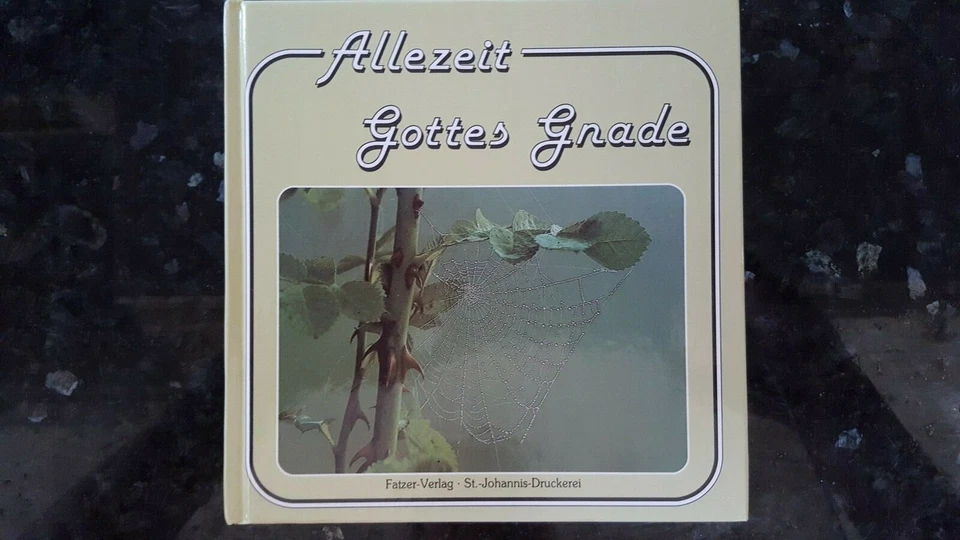 Allezeit
Gottes Gnade
Fatzer-Verlag · St.-Johannis-Druckerei